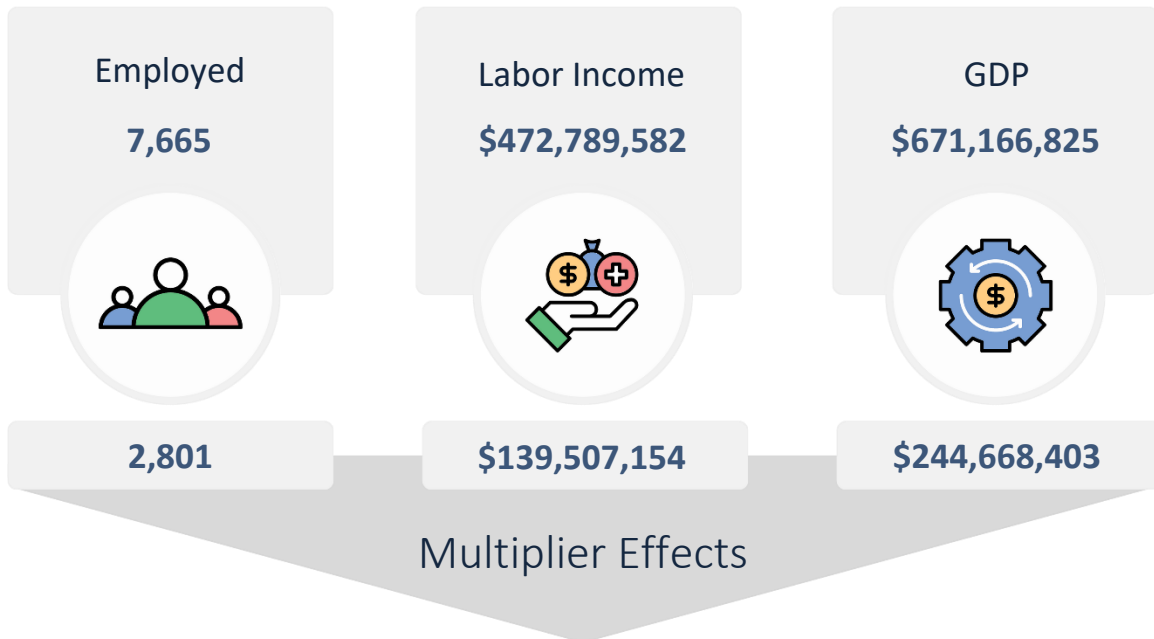 Employed
7,665
Labor Income
$472,789,582
GDP
$671,166,825
2,801
$139,507,154
$244,668,403
Multiplier Effects